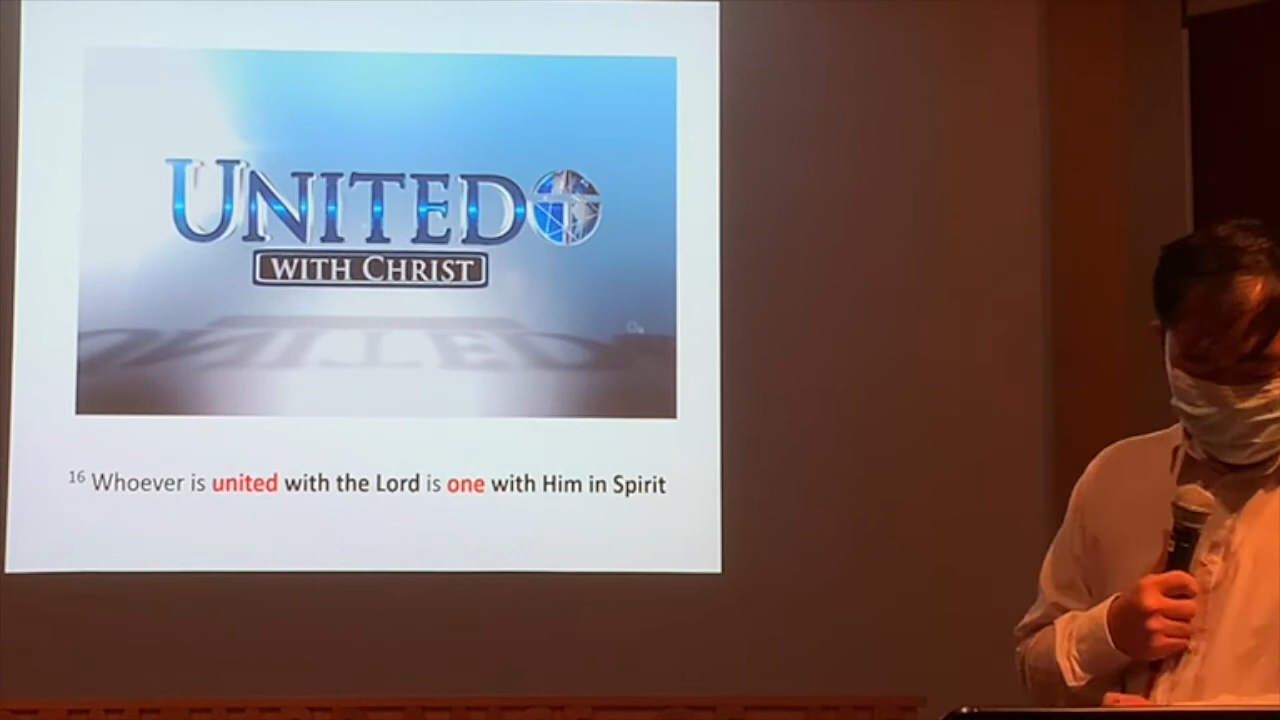 UNITED
WITH CHRIST
16 Whoever is united with the Lord is one with Him in Spirit